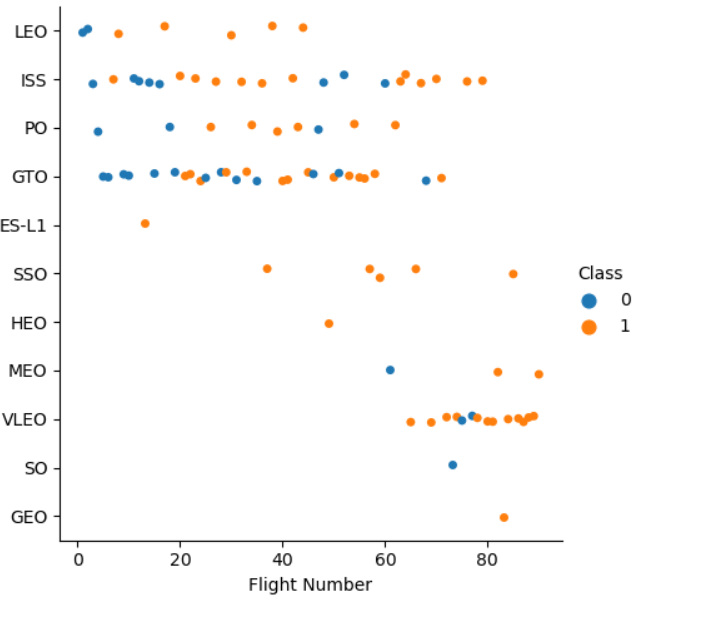 LEO
ISS
PO
GTO
ES-L1
SSO
HEO
MEO
VLEO
SO
GEO
0 20 40 60 80
Flight Number
Class
0
1